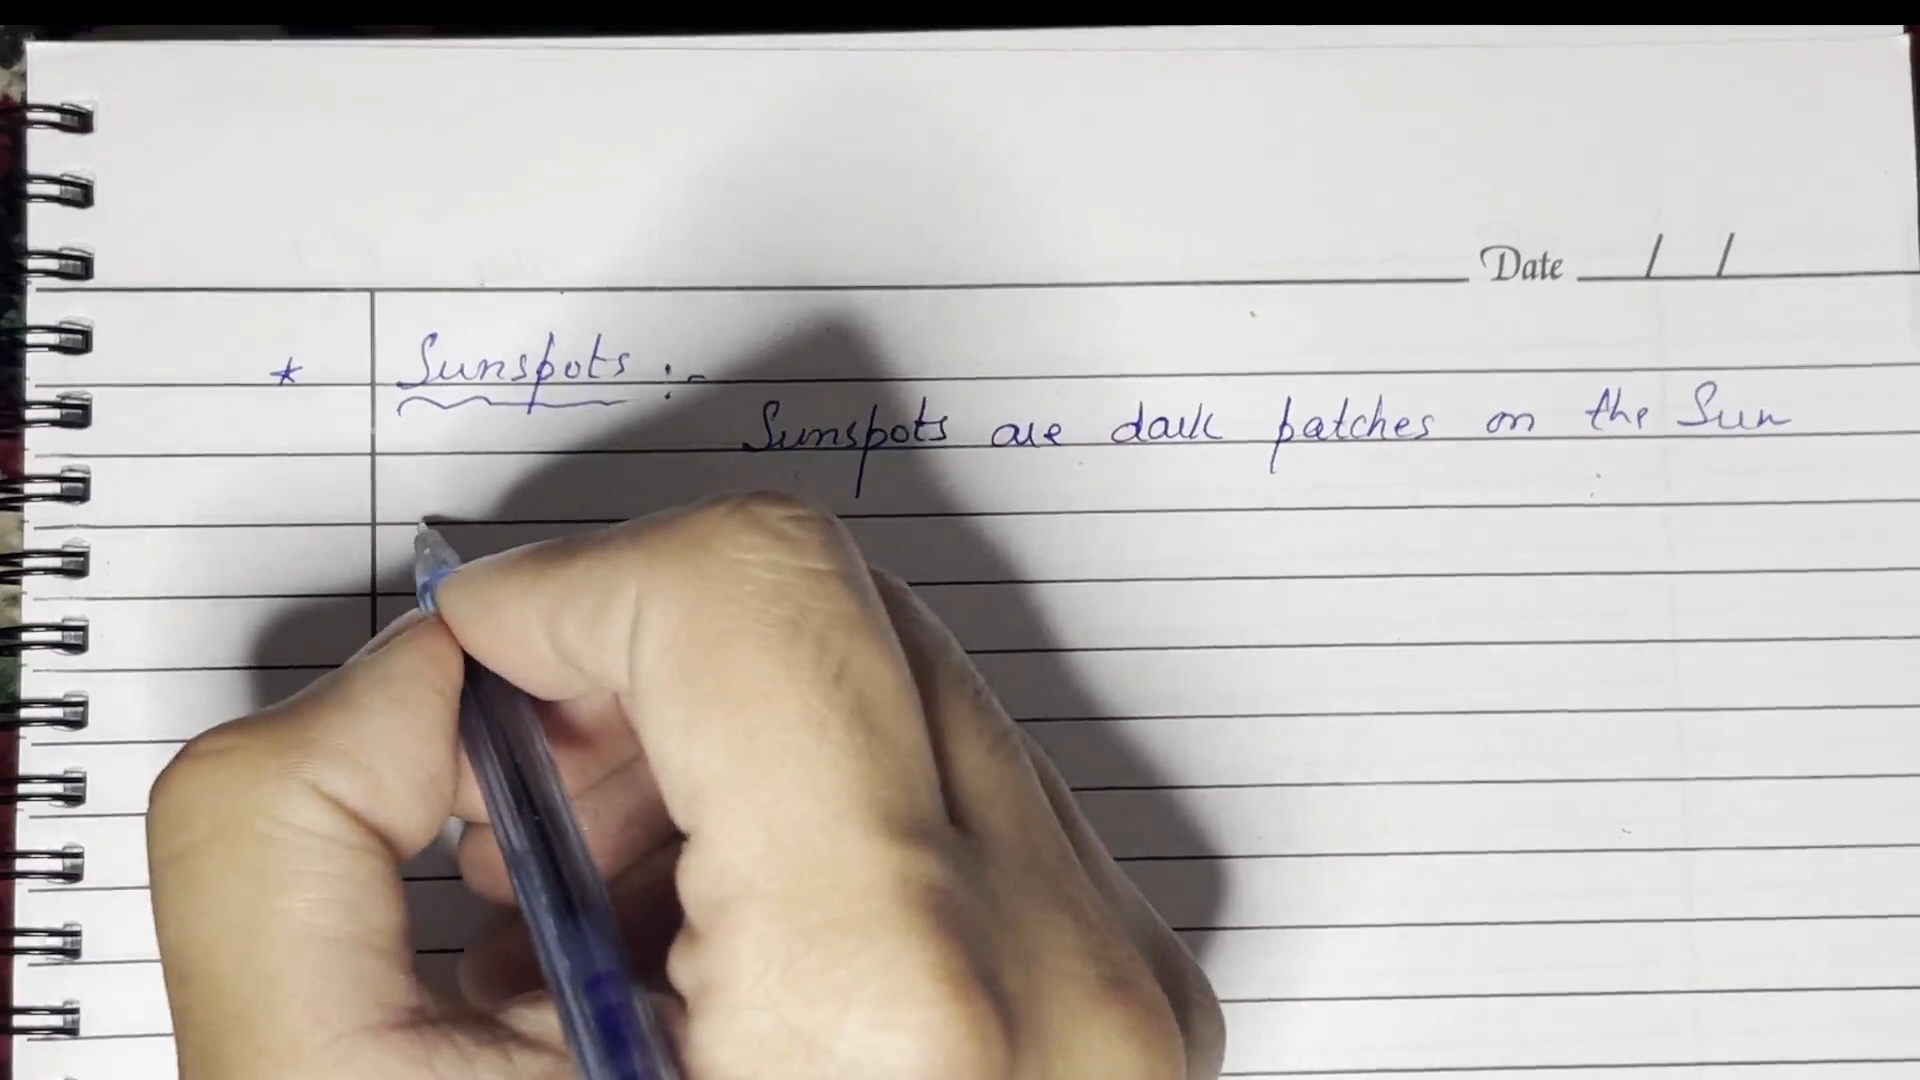 Date / /
* Sunspots :-
Sunspots are dark patches on the Sun